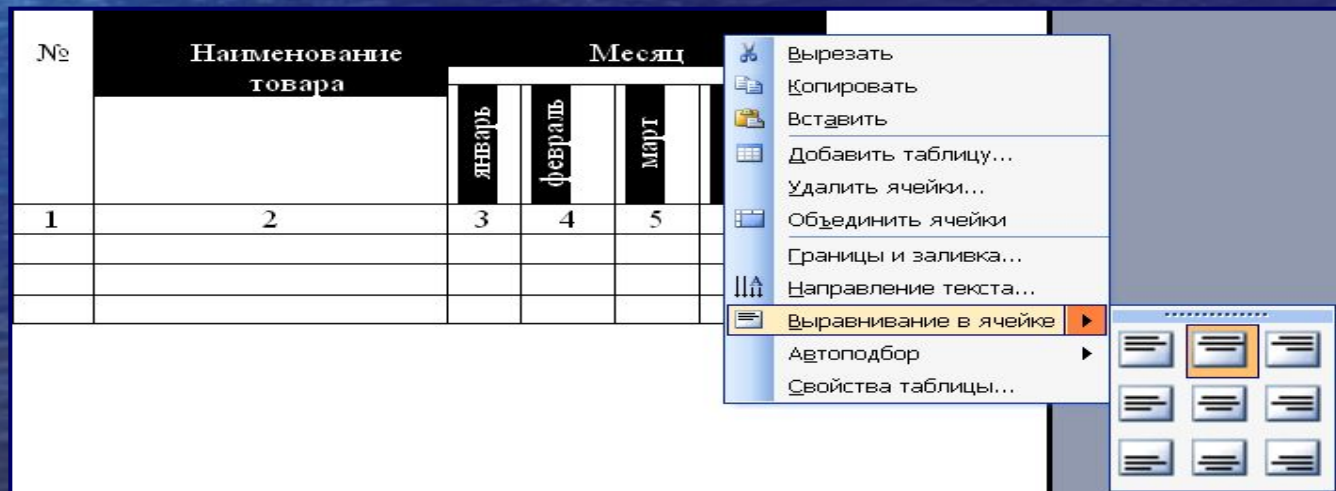 №
Наименование
товара
Месяц
январь
февраль
март
1
2
3
4
5
Вырезать
Копировать
Вставить
Добавить таблицу...
Удалить ячейки...
Объединить ячейки
Границы и заливка...
Направление текста...
Выравнивание в ячейке
Автоподбор
Свойства таблицы...